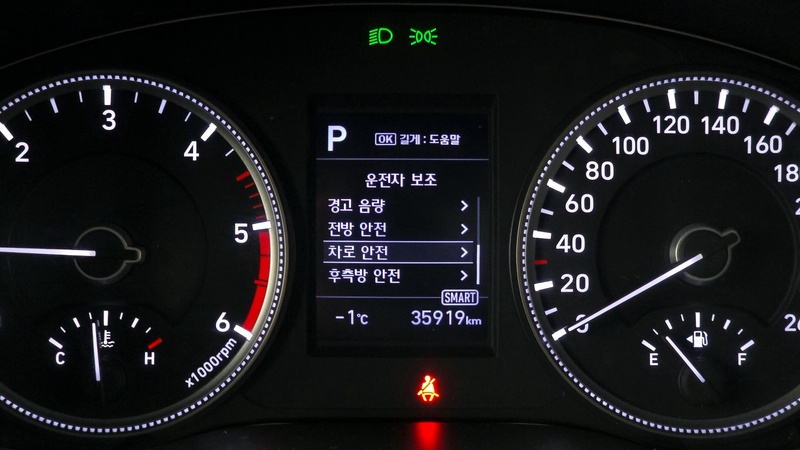 2
3
4
5
6
x1000rpm
C
H
P
OK 길게 : 도움말
운전자 보조
경고 음량 >
전방 안전 >
차로 안전 >
후측방 안전 >
SMART
-1℃
35919km
0
20
40
60
80
100
120
140
160
E
F